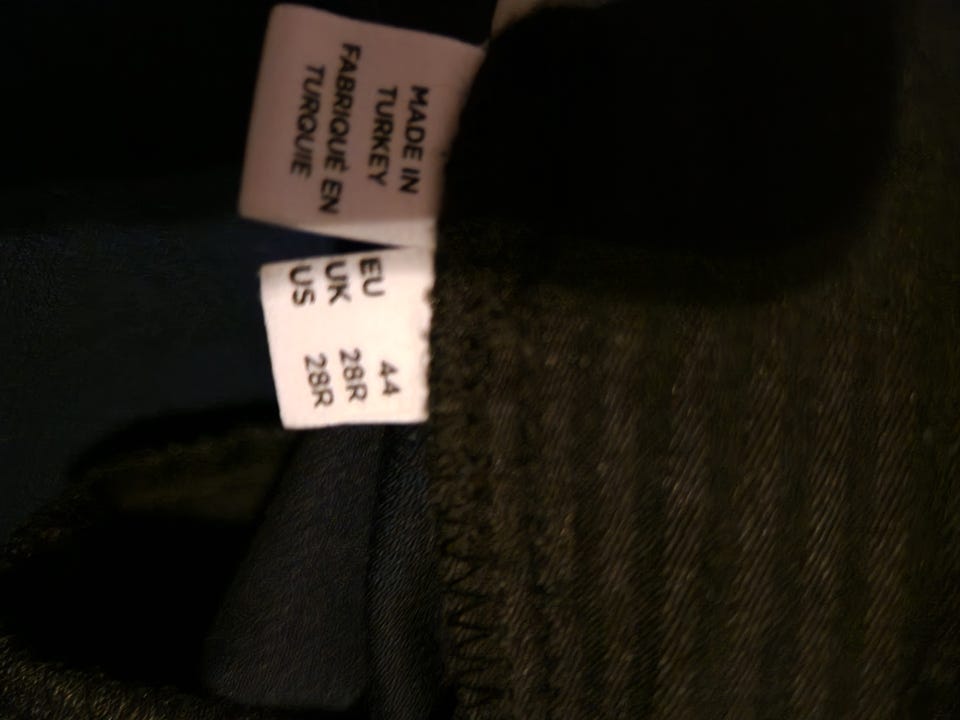 MADE IN
TURKEY
FABRIQUÉ EN
TURQUIE
EU 44
UK 28R
US 28R